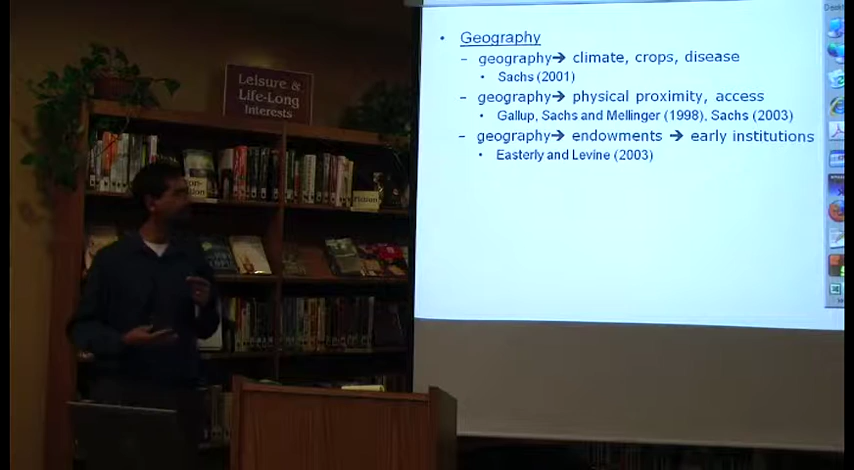 Leisure &
Life-Long
Interests
• Geography
– geography→ climate, crops, disease
• Sachs (2001)
– geography→ physical proximity, access
• Gallup, Sachs and Mellinger (1998), Sachs (2003)
– geography→ endowments → early institutions
• Easterly and Levine (2003)
Fiction